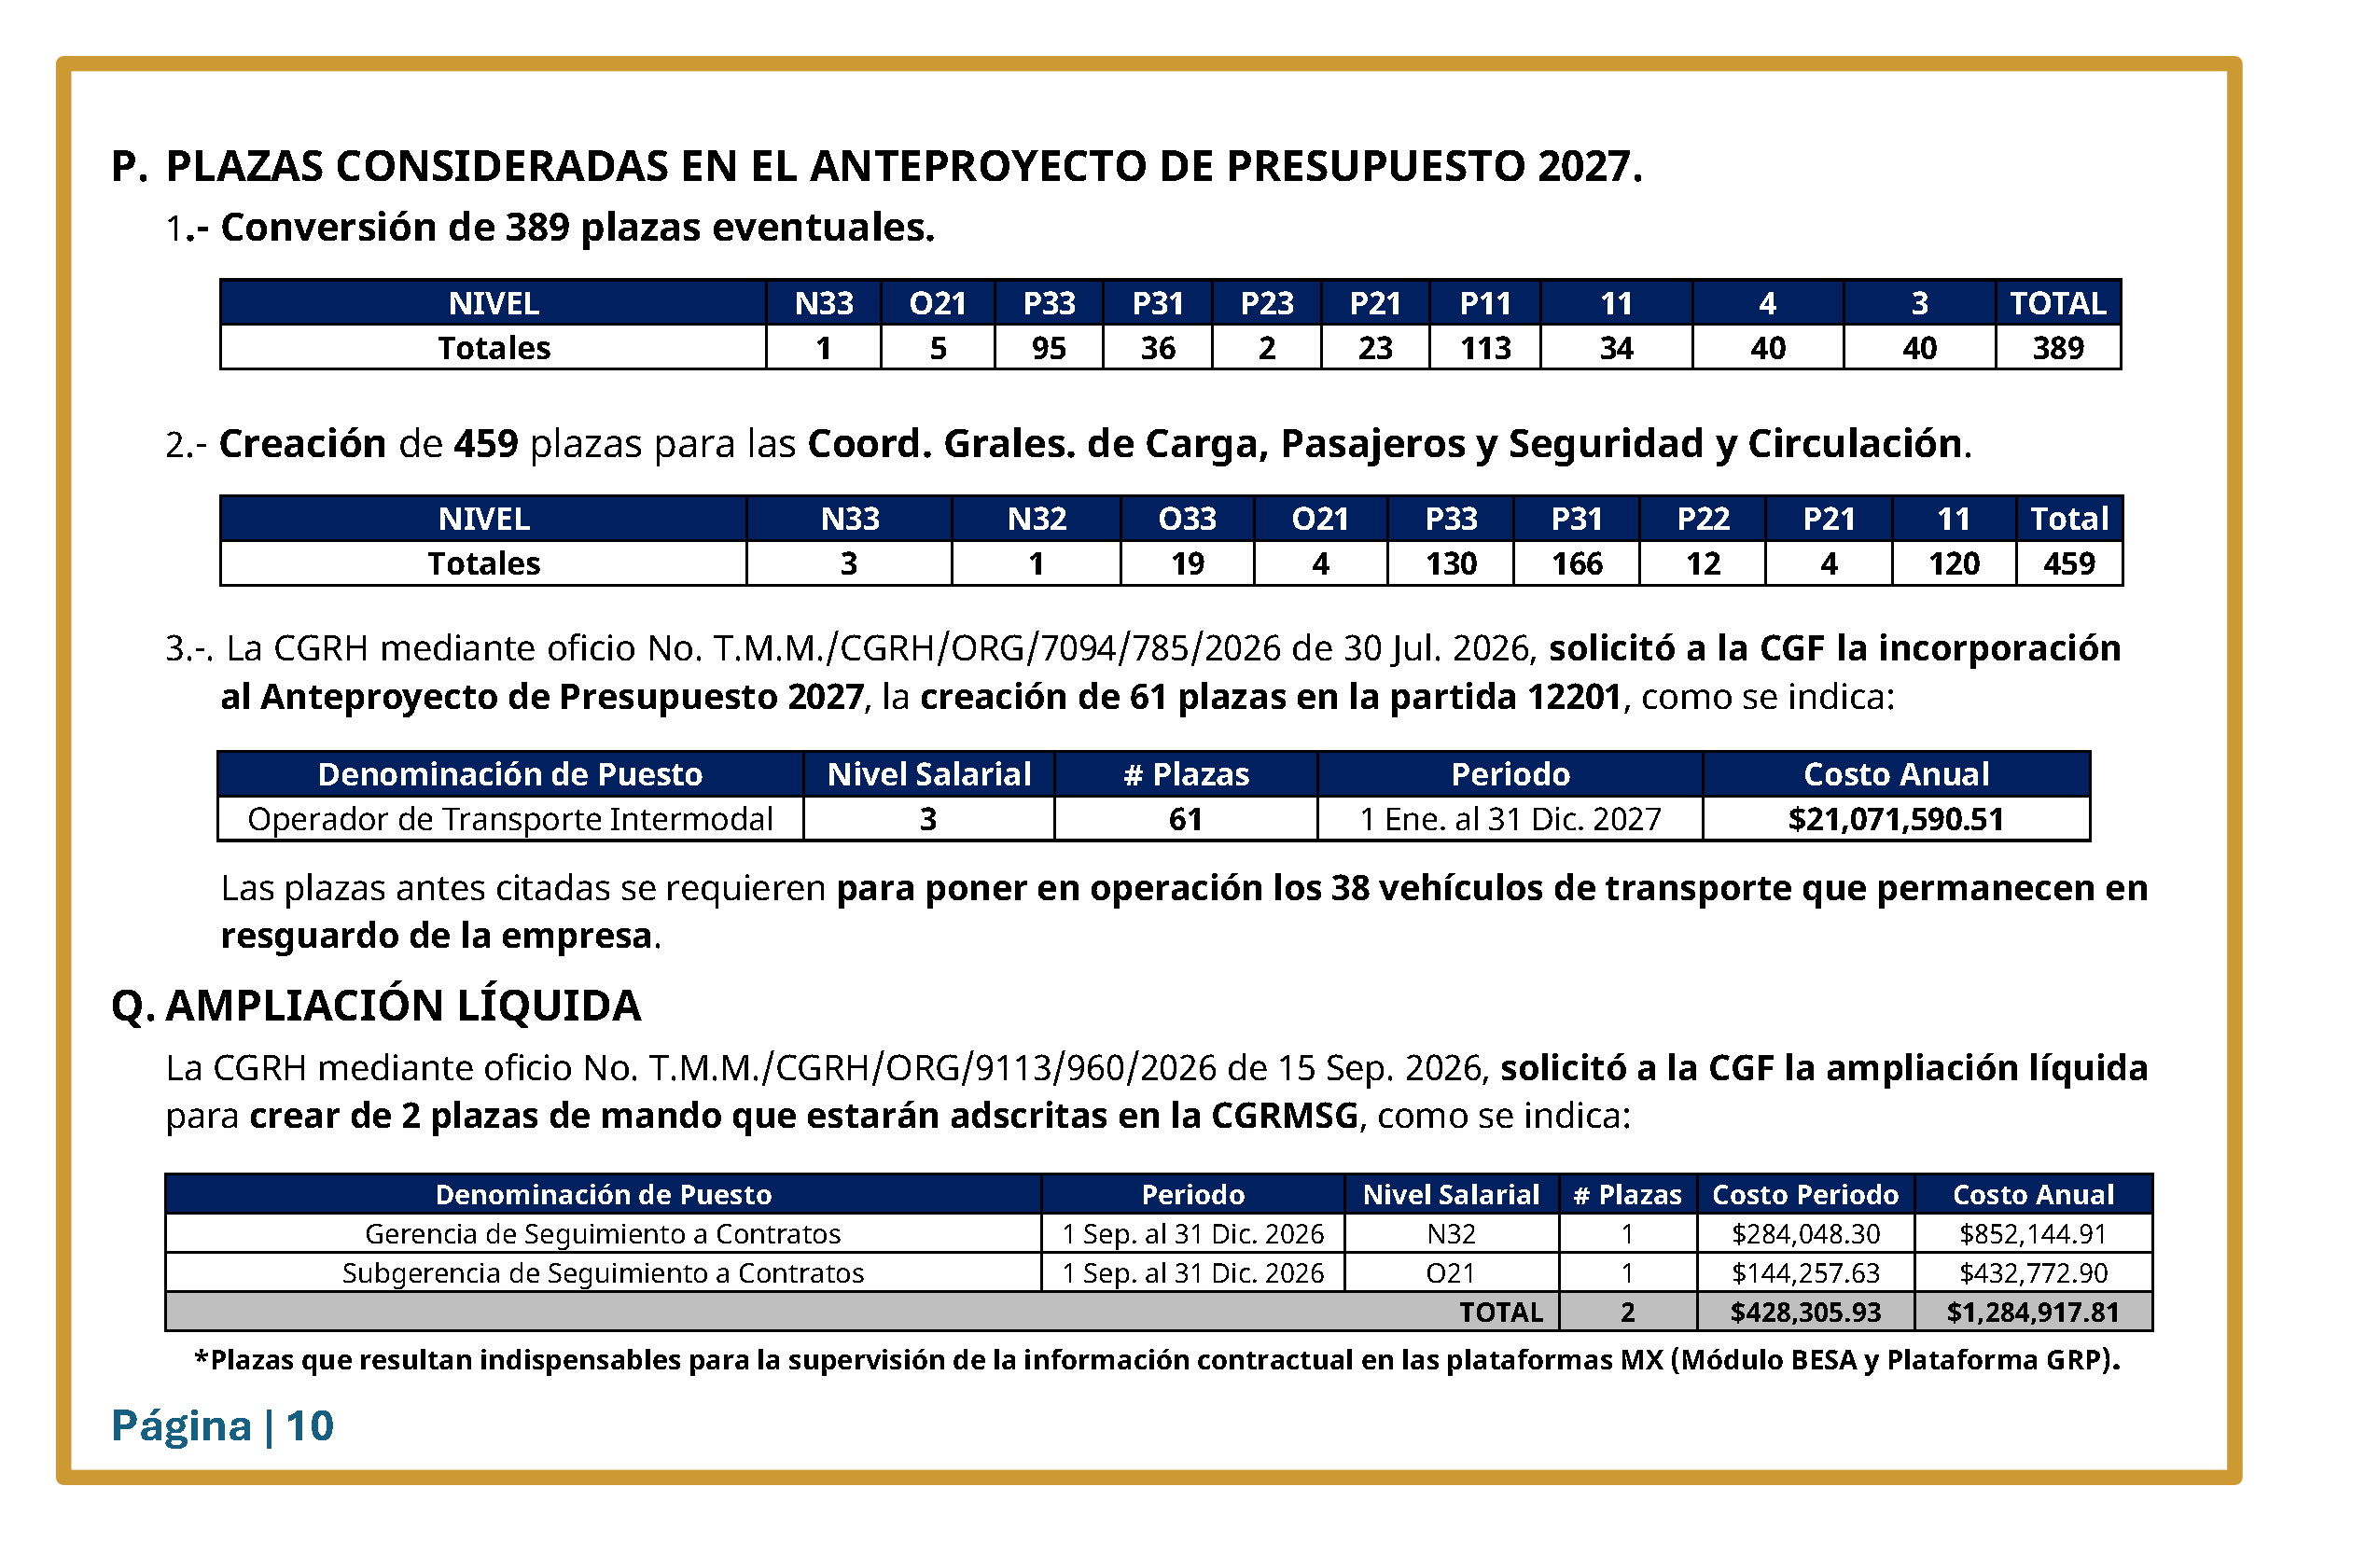 P. PLAZAS CONSIDERADAS EN EL ANTEPROYECTO DE PRESUPUESTO 2027.
1.- Conversión de 389 plazas eventuales.
NIVEL N33 O21 P33 P31 P23 P21 P11 11 4 3 TOTAL
Totales 1 5 95 36 2 23 113 34 40 40 389
2.- Creación de 459 plazas para las Coord. Grales. de Carga, Pasajeros y Seguridad y Circulación.
NIVEL N33 N32 O33 O21 P33 P31 P22 P21 11 Total
Totales 3 1 19 4 130 166 12 4 120 459
3.-. La CGRH mediante oficio No. T.M.M./CGRH/ORG/7094/785/2026 de 30 Jul. 2026, solicitó a la CGF la incorporación
al Anteproyecto de Presupuesto 2027, la creación de 61 plazas en la partida 12201, como se indica:
Denominación de Puesto Nivel Salarial # Plazas Periodo Costo Anual
Operador de Transporte Intermodal 3 61 1 Ene. al 31 Dic. 2027 $21,071,590.51
Las plazas antes citadas se requieren para poner en operación los 38 vehículos de transporte que permanecen en
resguardo de la empresa.
Q. AMPLIACIÓN LÍQUIDA
La CGRH mediante oficio No. T.M.M./CGRH/ORG/9113/960/2026 de 15 Sep. 2026, solicitó a la CGF la ampliación líquida
para crear de 2 plazas de mando que estarán adscritas en la CGRMSG, como se indica:
Denominación de Puesto Periodo Nivel Salarial # Plazas Costo Periodo Costo Anual
Gerencia de Seguimiento a Contratos 1 Sep. al 31 Dic. 2026 N32 1 $284,048.30 $852,144.91
Subgerencia de Seguimiento a Contratos 1 Sep. al 31 Dic. 2026 O21 1 $144,257.63 $432,772.90
TOTAL 2 $428,305.93 $1,284,917.81
*Plazas que resultan indispensables para la supervisión de la información contractual en las plataformas MX (Módulo BESA y Plataforma GRP).
Página | 10